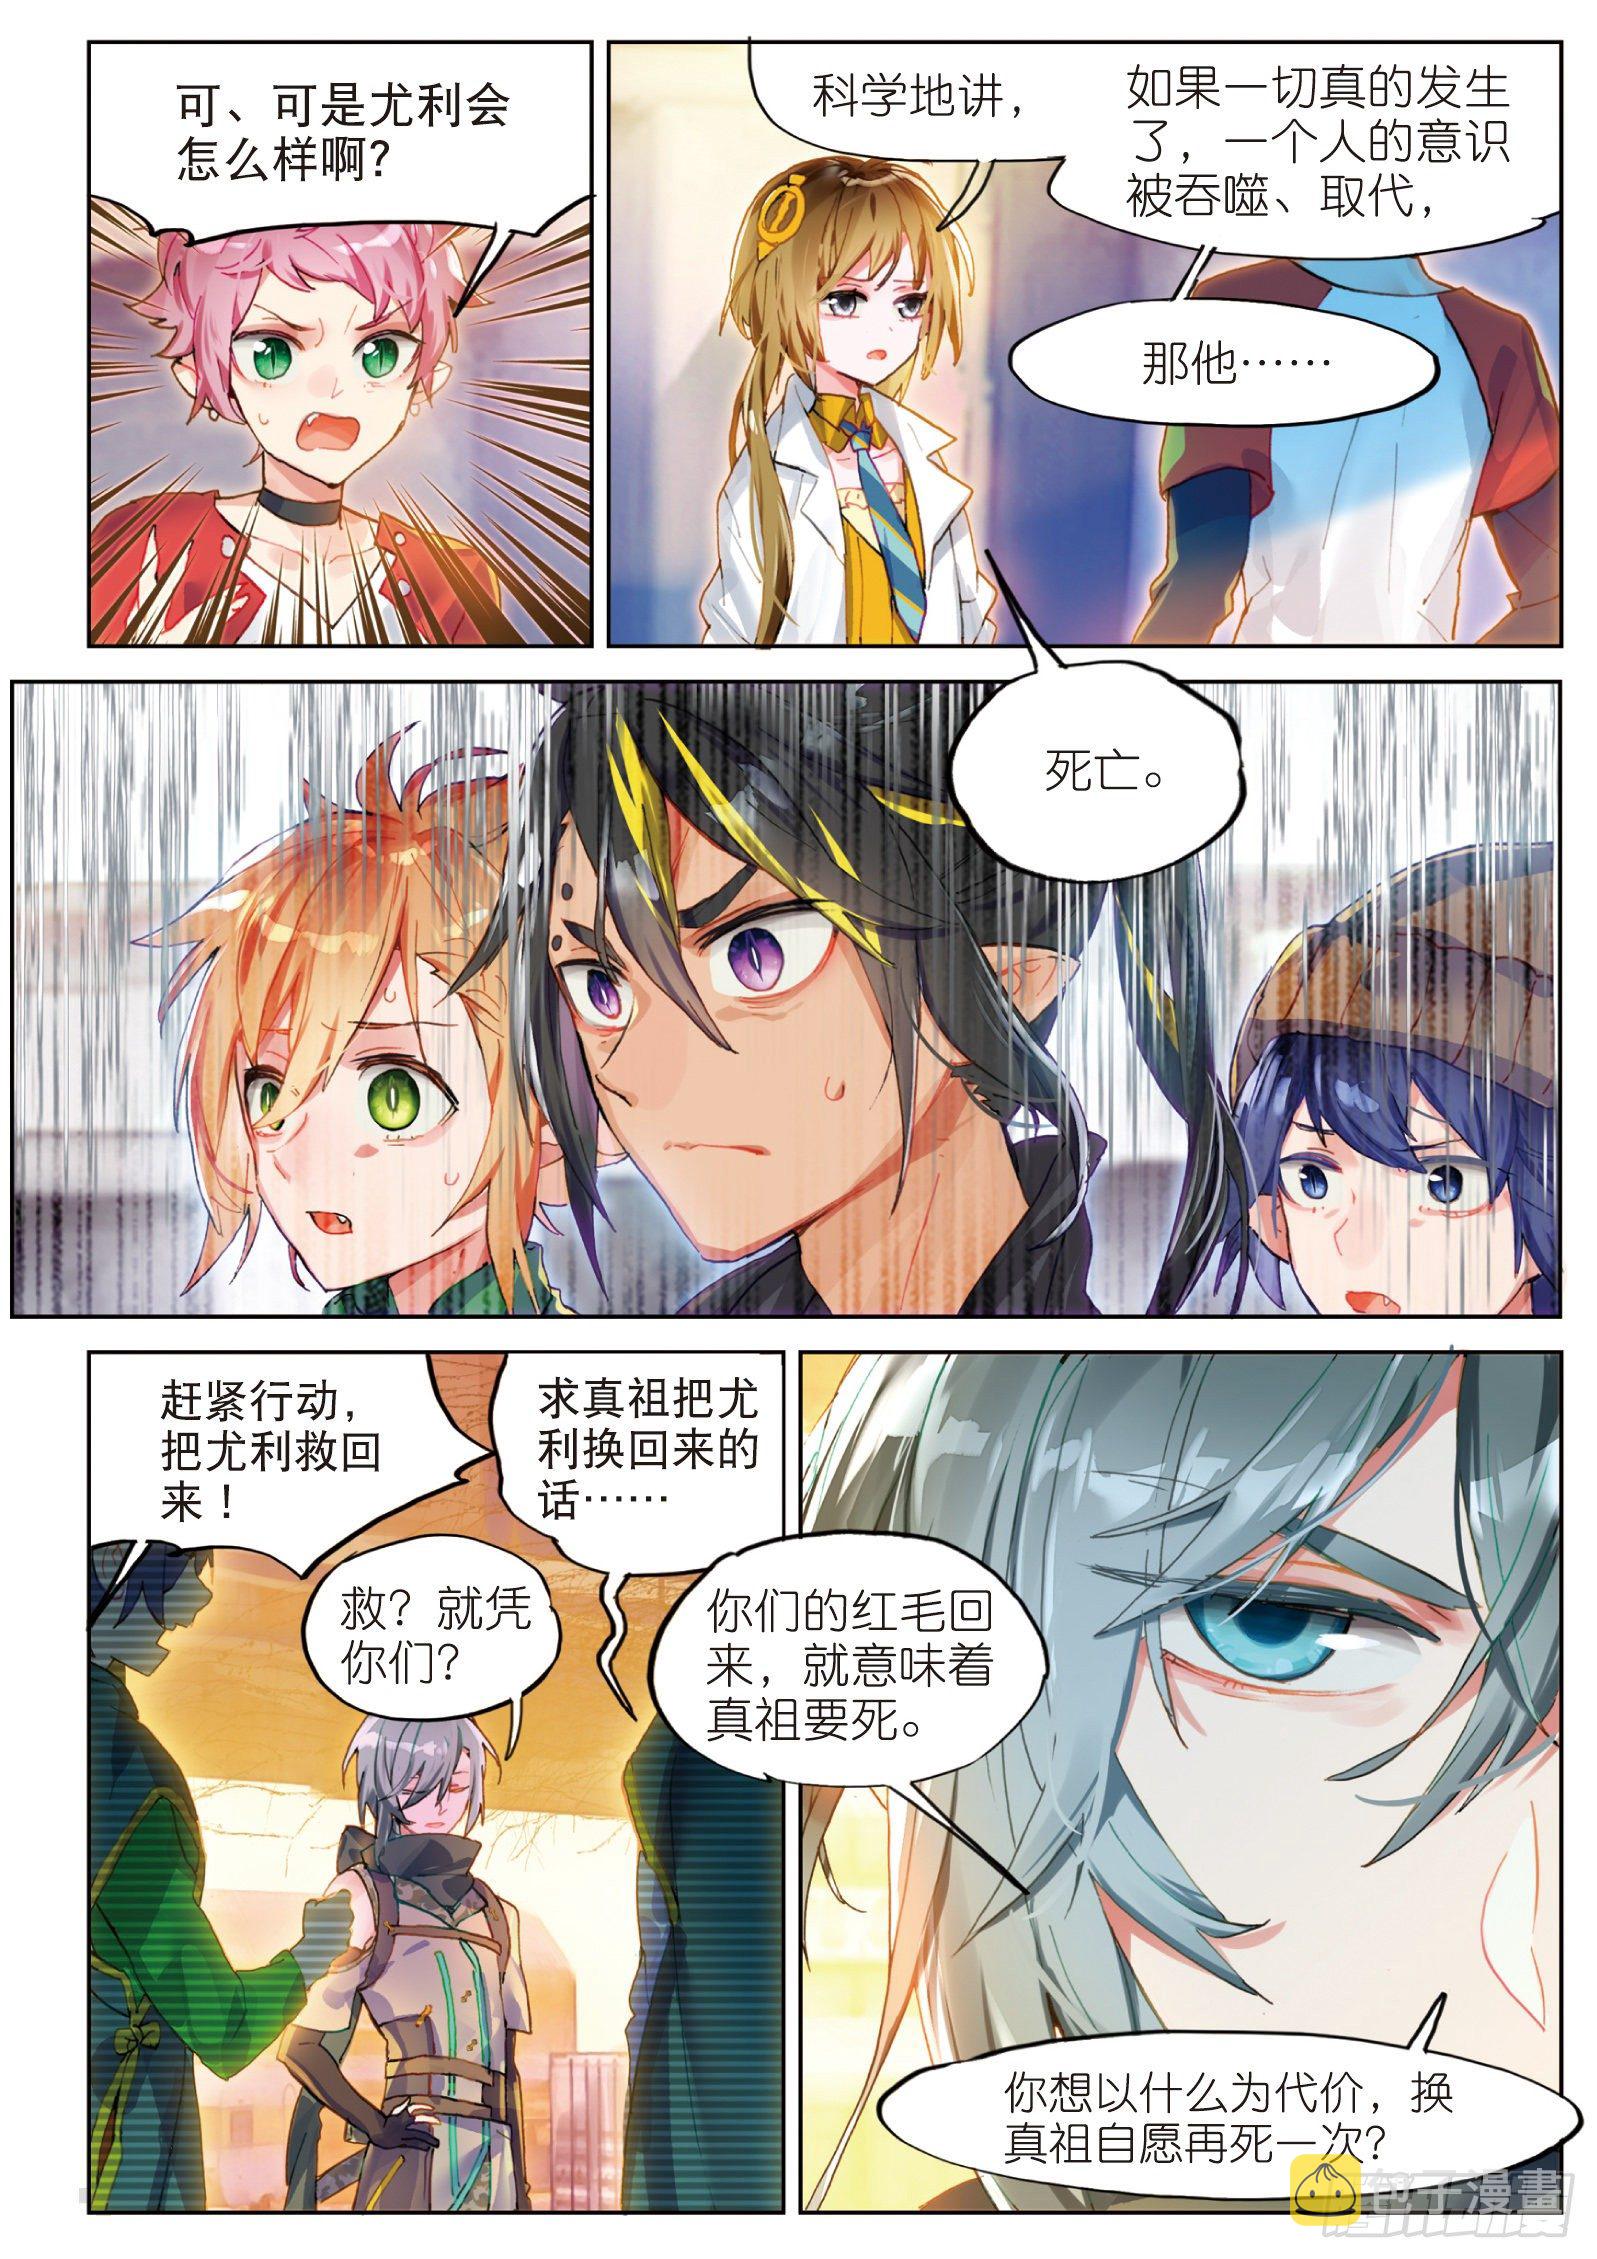 可、可是尤利会
怎么样啊？
科学地讲，
如果一切真的发生
了，一个人的意识
被吞噬、取代，
那他……
死亡。
赶紧行动，
把尤利救回
来！
求真祖把尤
利换回来的
话……
救？就凭
你们？
你们的红毛回
来，就意味着
真祖要死。
你想以什么为代价，换
真祖自愿再死一次？
包子漫畫